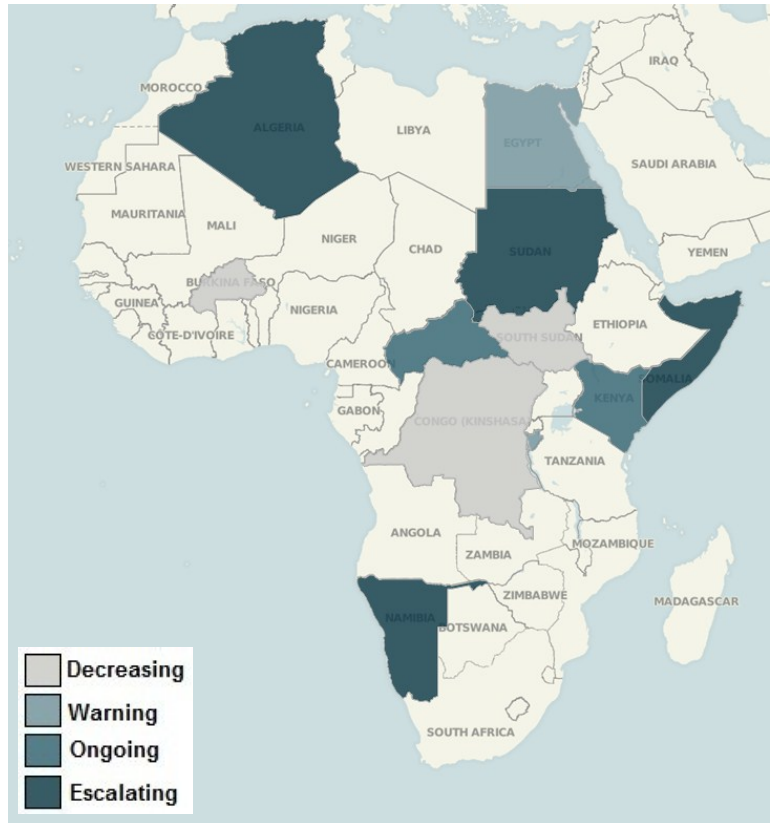 MOROCCO
IRAQ
ALGERIA
LIBYA
EGYPT
WESTERN SAHARA
SAUDI ARABIA
MAURITANIA
MALI
NIGER
CHAD
SUDAN
YEMEN
BURKINA FASO
GUINEA
NIGERIA
CÔTE-D'IVOIRE
ETHIOPIA
SOUTH SUDAN
CAMEROON
SOMALIA
KENYA
GABON
CONGO (KINSHASA)
TANZANIA
ANGOLA
MOZAMBIQUE
ZAMBIA
ZIMBABWE
MADAGASCAR
NAMIBIA
BOTSWANA
SOUTH AFRICA
Decreasing
Warning
Ongoing
Escalating